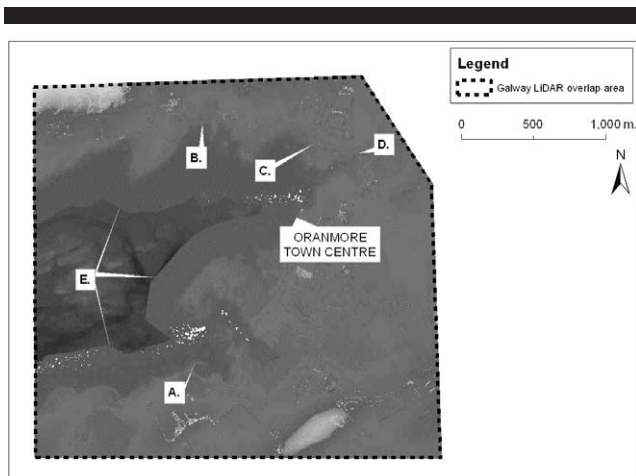 Legend
Galway LiDAR overlap area
0 500 1,000 m.
N
B.
C.
D.
ORANMORE
TOWN CENTRE
E.
A.